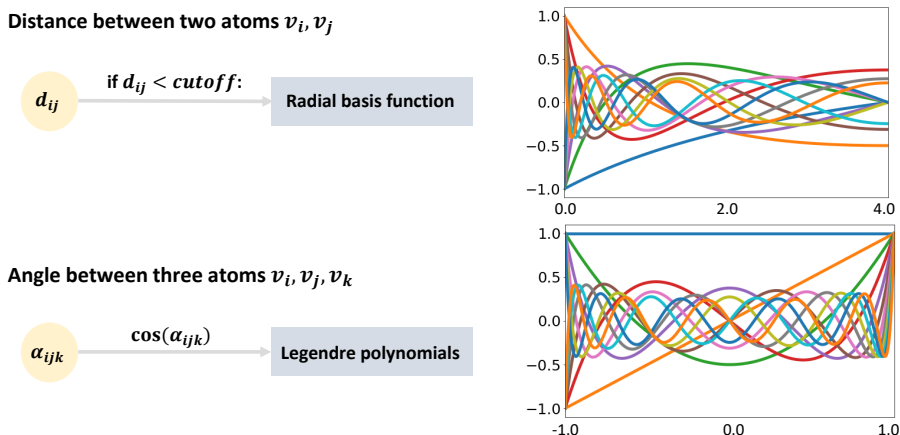 Distance between two atoms v_i, v_j
d_ij
if d_ij < cutoff:
Radial basis function
1.0
0.5
0.0
−0.5
−1.0
0.0 2.0 4.0
Angle between three atoms v_i, v_j, v_k
α_ijk
cos(α_ijk)
Legendre polynomials
1.0
0.5
0.0
−0.5
−1.0
-1.0 0.0 1.0